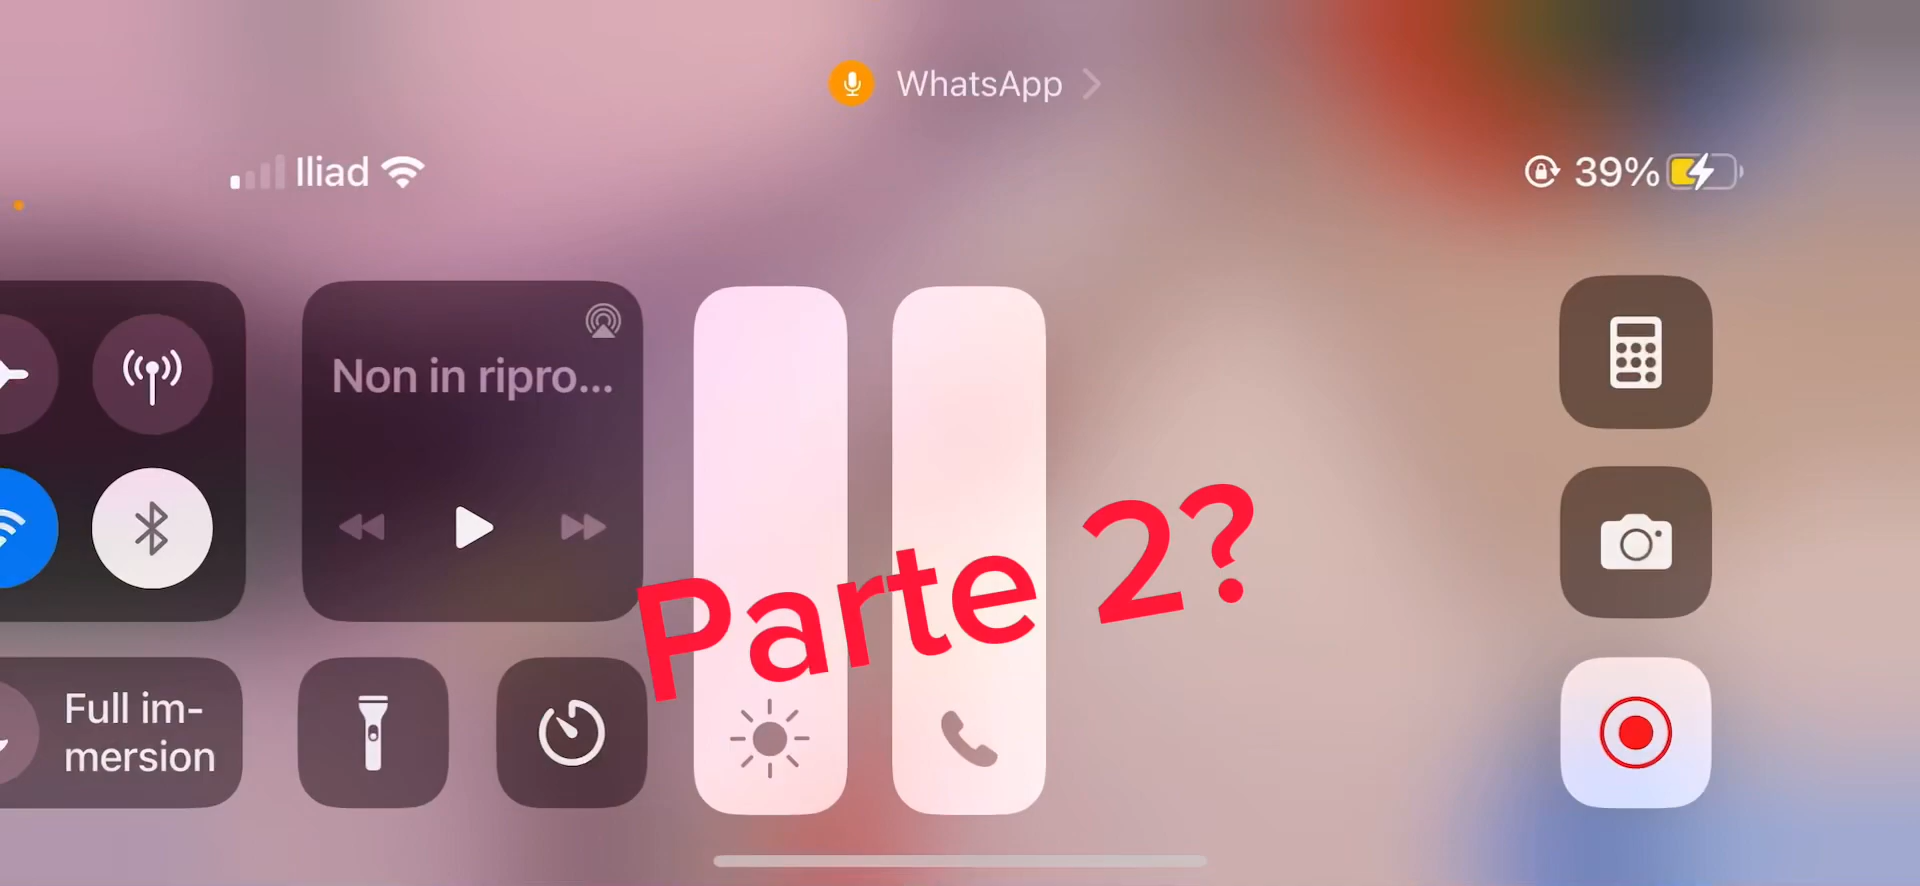 WhatsApp
Iliad
39%
Non in ripro...
Parte 2?
Full im-
mersion